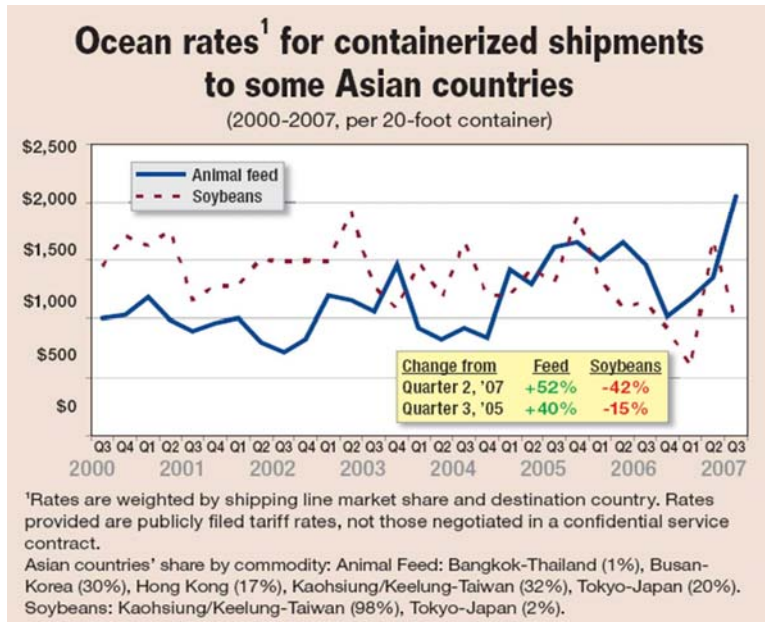 Ocean rates¹ for containerized shipments
to some Asian countries
(2000-2007, per 20-foot container)
$2,500
$2,000
$1,500
$1,000
$500
$0
Animal feed
Soybeans
Change from Feed Soybeans
Quarter 2, '07 +52% -42%
Quarter 3, '05 +40% -15%
Q3 Q4 Q1 Q2 Q3 Q4 Q1 Q2 Q3 Q4 Q1 Q2 Q3 Q4 Q1 Q2 Q3 Q4 Q1 Q2 Q3 Q4 Q1 Q2 Q3 Q4 Q1 Q2 Q3
2000 2001 2002 2003 2004 2005 2006 2007
¹Rates are weighted by shipping line market share and destination country. Rates
provided are publicly filed tariff rates, not those negotiated in a confidential service
contract.
Asian countries' share by commodity: Animal Feed: Bangkok-Thailand (1%), Busan-
Korea (30%), Hong Kong (17%), Kaohsiung/Keelung-Taiwan (32%), Tokyo-Japan (20%).
Soybeans: Kaohsiung/Keelung-Taiwan (98%), Tokyo-Japan (2%).